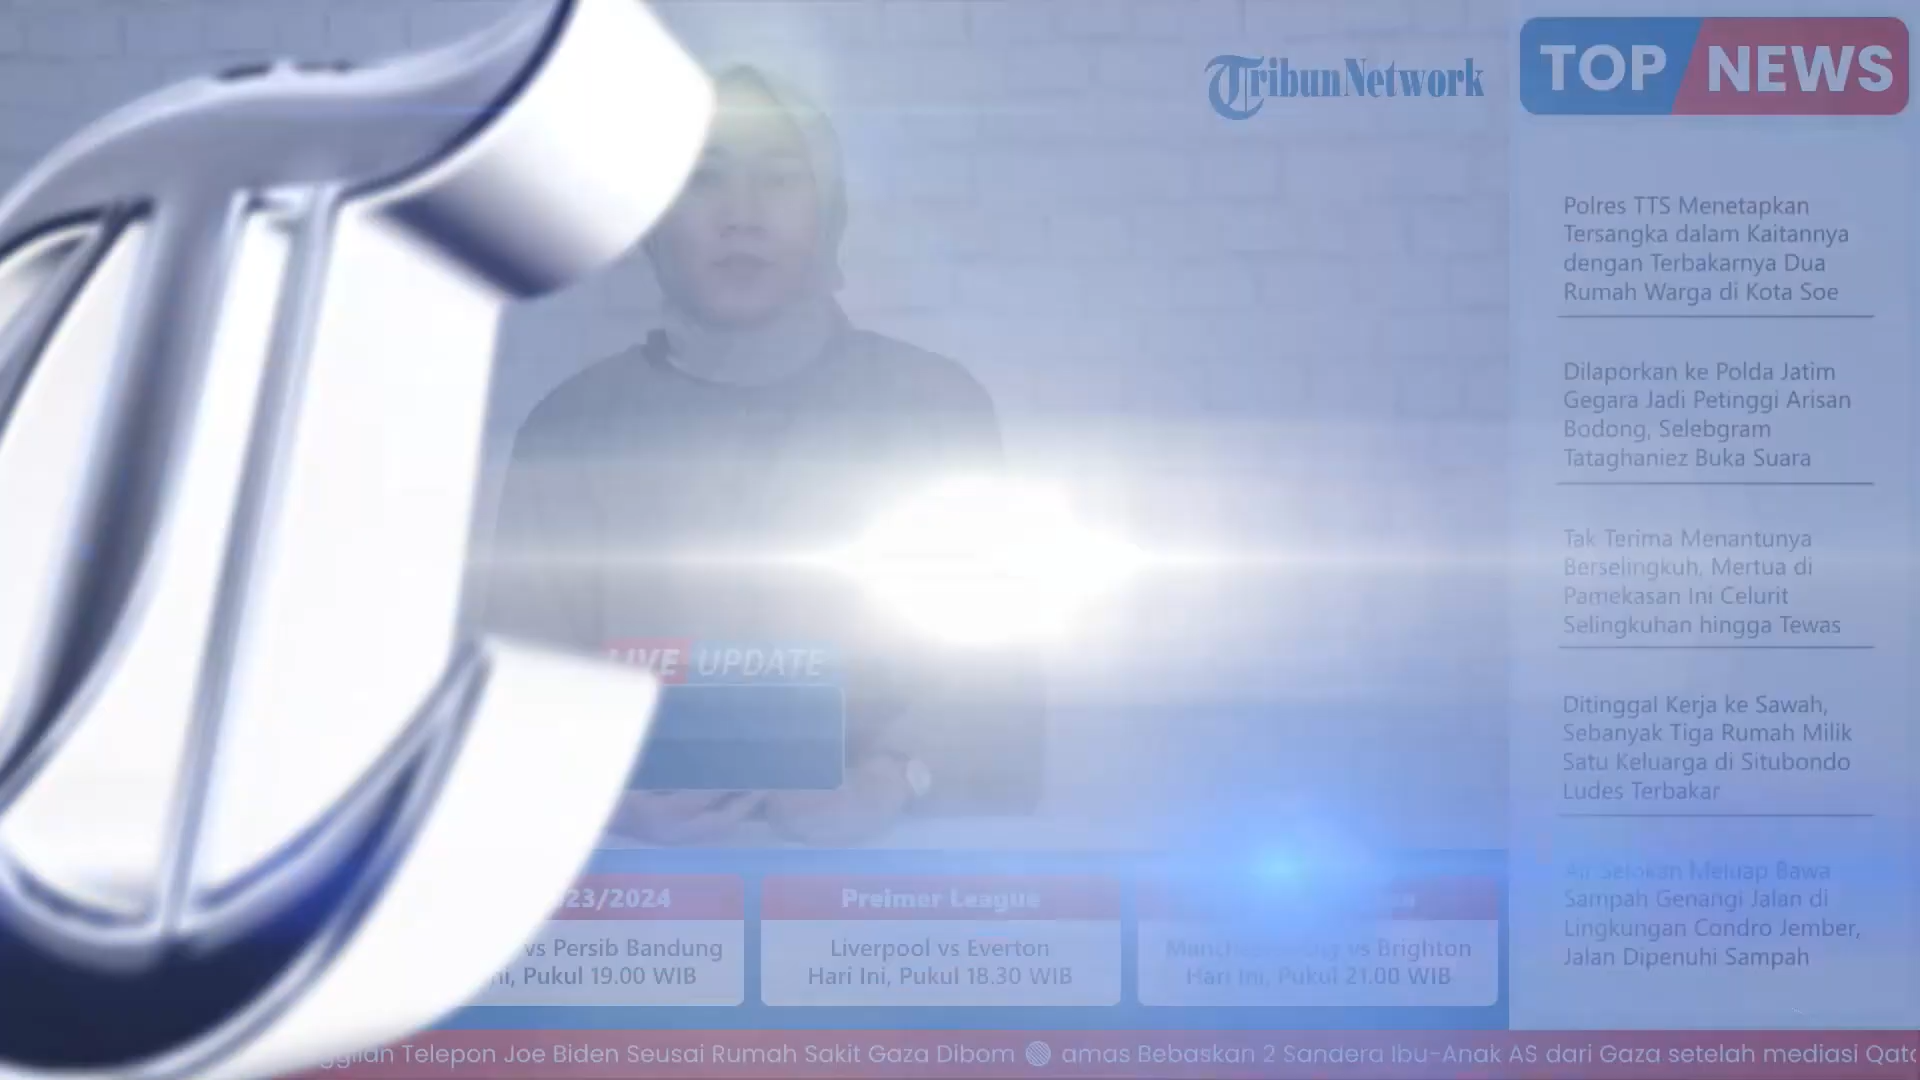 TribunNetwork
TOP NEWS
Polres TTS Menetapkan
Tersangka dalam Kaitannya
dengan Terbakarnya Dua
Rumah Warga di Kota Soe
Dilaporkan ke Polda Jatim
Gegara Jadi Petinggi Arisan
Bodong, Selebgram
Tataghaniez Buka Suara
Tak Terima Menantunya
Berselingkuh, Mertua di
Pamekasan Ini Celurit
Selingkuhan hingga Tewas
Ditinggal Kerja ke Sawah,
Sebanyak Tiga Rumah Milik
Satu Keluarga di Situbondo
Ludes Terbakar
Air Selokan Meluap Bawa
Sampah Genangi Jalan di
Lingkungan Condro Jember,
Jalan Dipenuhi Sampah
LIVE UPDATE
23/2024
vs Persib Bandung
Pukul 19.00 WIB
Preimer League
Liverpool vs Everton
Hari Ini, Pukul 18.30 WIB
vs Brighton
Hari Ini, Pukul 21.00 WIB
Telepon Joe Biden Seusai Rumah Sakit Gaza Dibom amas Bebaskan 2 Sandera Ibu-Anak AS dari Gaza setelah mediasi Qata